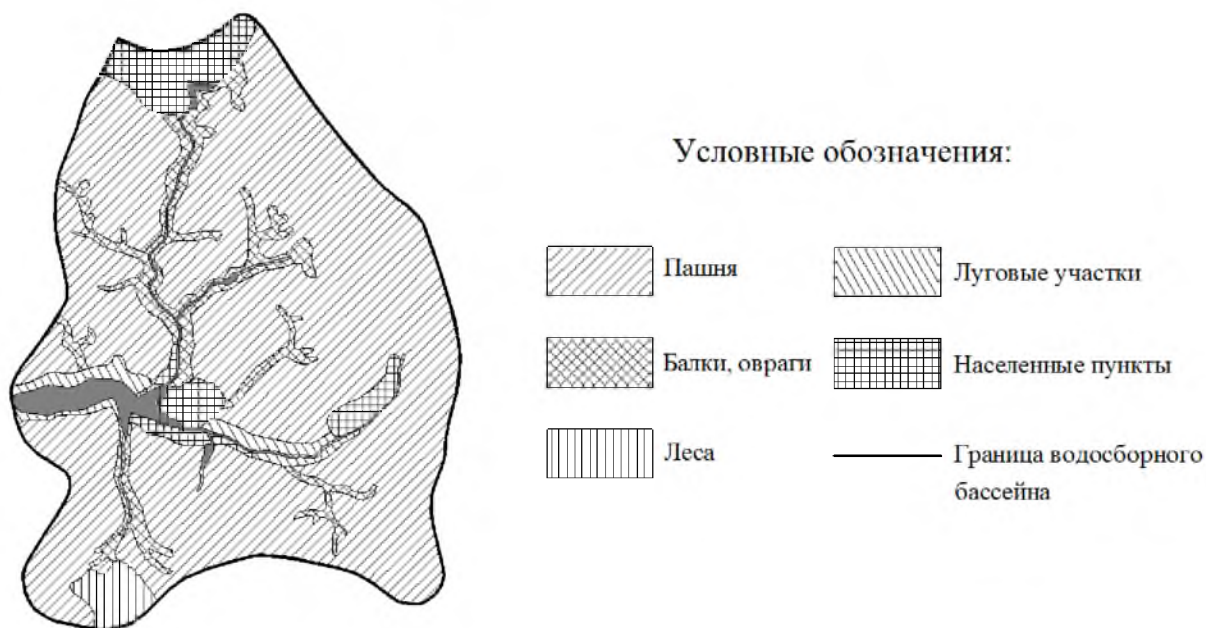 Условные обозначения:
Пашня
Луговые участки
Балки, овраги
Населенные пункты
Леса
Граница водосборного
бассейна